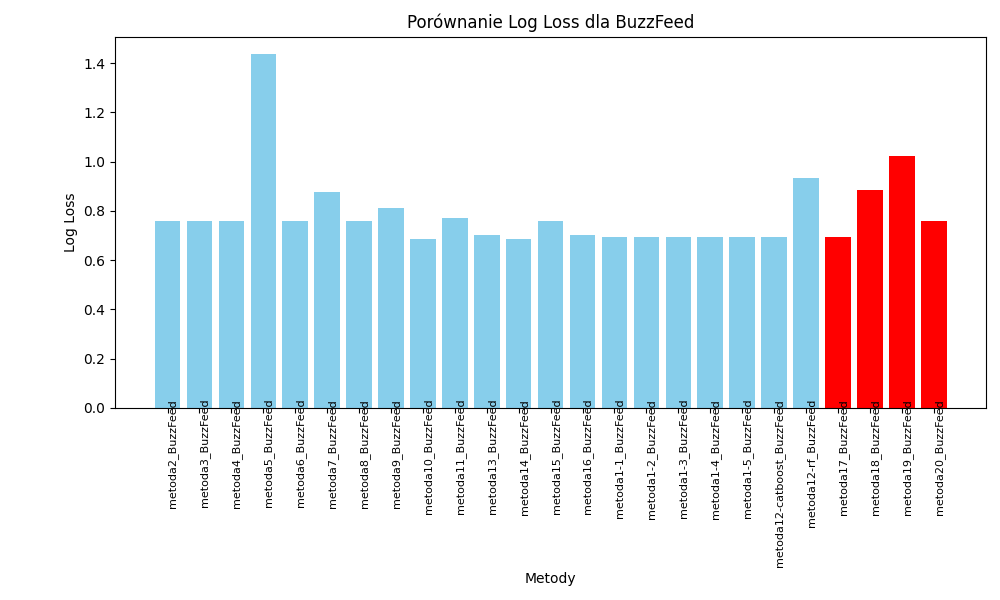 Porównanie Log Loss dla BuzzFeed
Log Loss
1.4
1.2
1.0
0.8
0.6
0.4
0.2
0.0
metoda2_BuzzFeed
metoda3_BuzzFeed
metoda4_BuzzFeed
metoda5_BuzzFeed
metoda6_BuzzFeed
metoda7_BuzzFeed
metoda8_BuzzFeed
metoda9_BuzzFeed
metoda10_BuzzFeed
metoda11_BuzzFeed
metoda13_BuzzFeed
metoda14_BuzzFeed
metoda15_BuzzFeed
metoda16_BuzzFeed
metoda1-1_BuzzFeed
metoda1-2_BuzzFeed
metoda1-3_BuzzFeed
metoda1-4_BuzzFeed
metoda1-5_BuzzFeed
metoda12-catboost_BuzzFeed
metoda12-rf_BuzzFeed
metoda17_BuzzFeed
metoda18_BuzzFeed
metoda19_BuzzFeed
metoda20_BuzzFeed
Metody